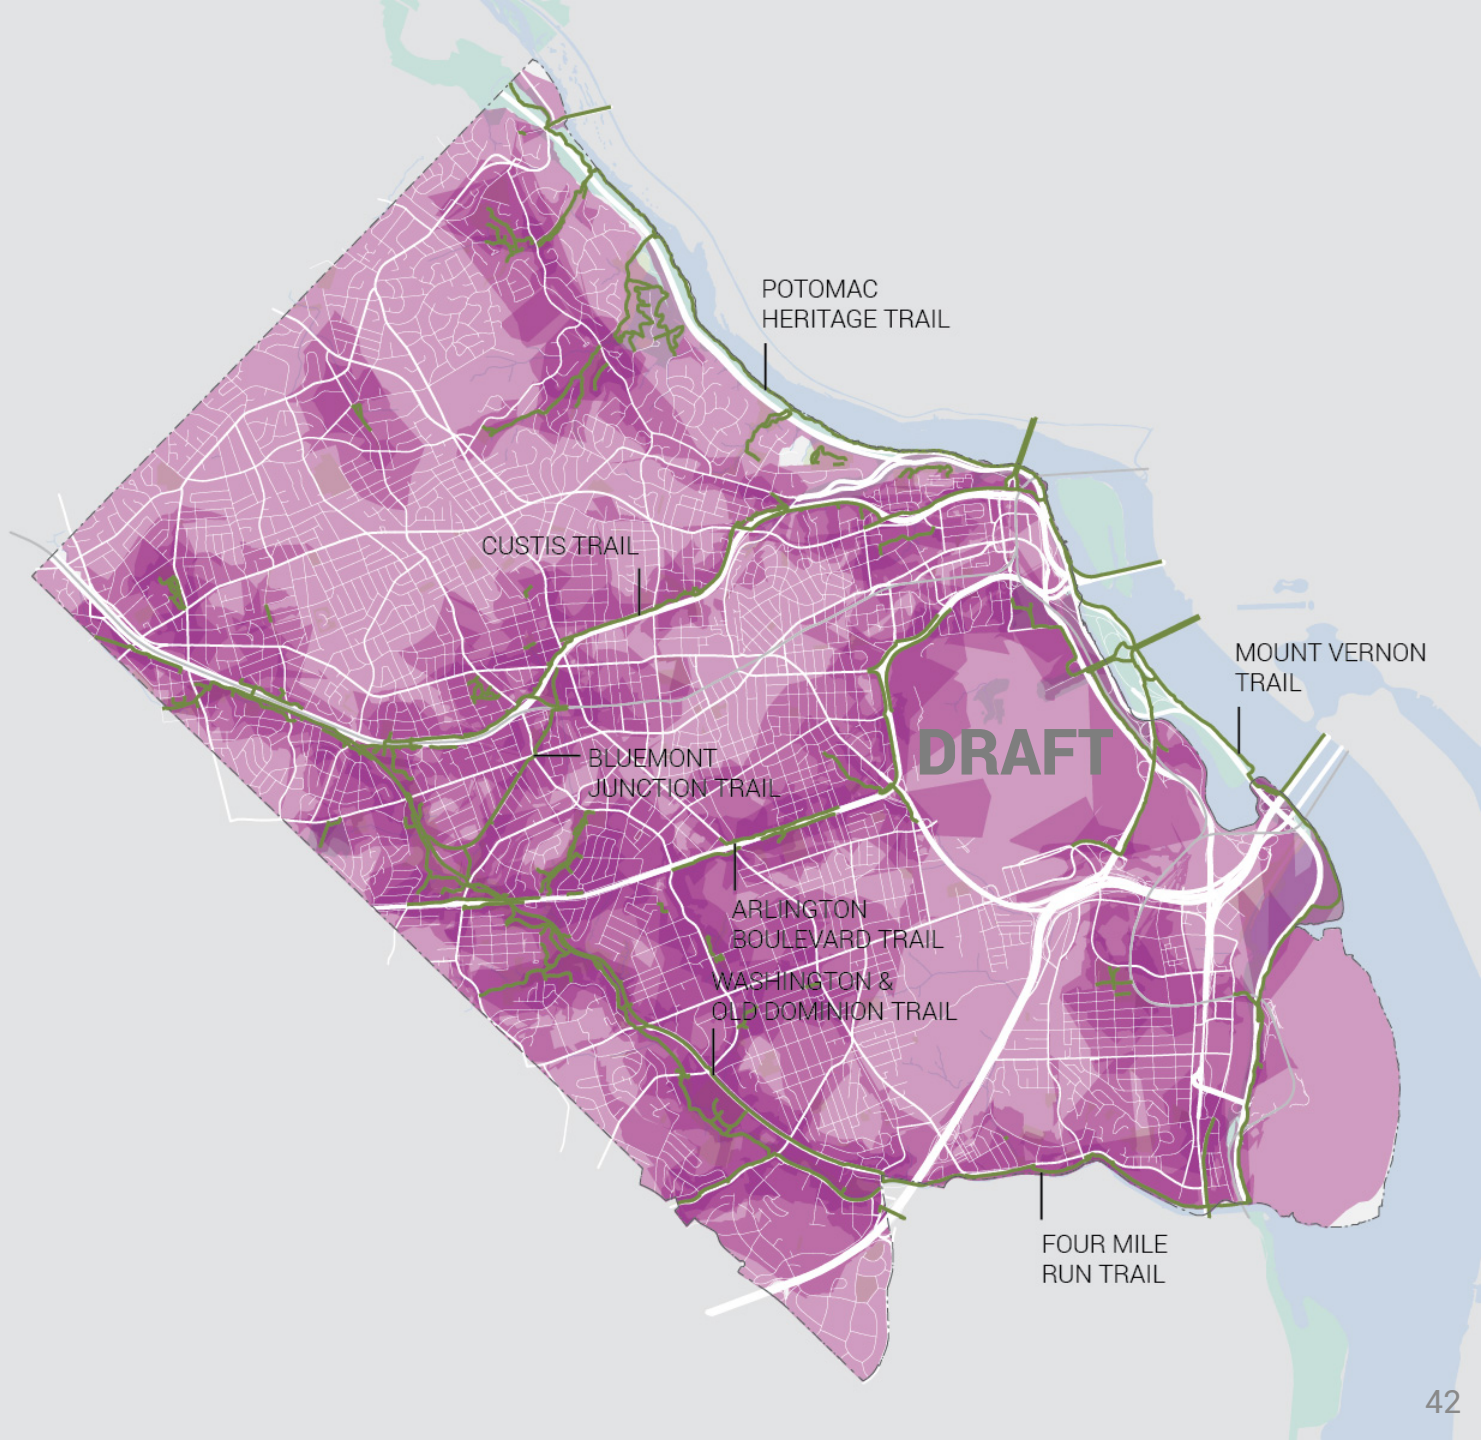 POTOMAC
HERITAGE TRAIL
CUSTIS TRAIL
MOUNT VERNON
TRAIL
DRAFT
BLUEMONT
JUNCTION TRAIL
ARLINGTON
BOULEVARD TRAIL
WASHINGTON &
OLD DOMINION TRAIL
FOUR MILE
RUN TRAIL
42